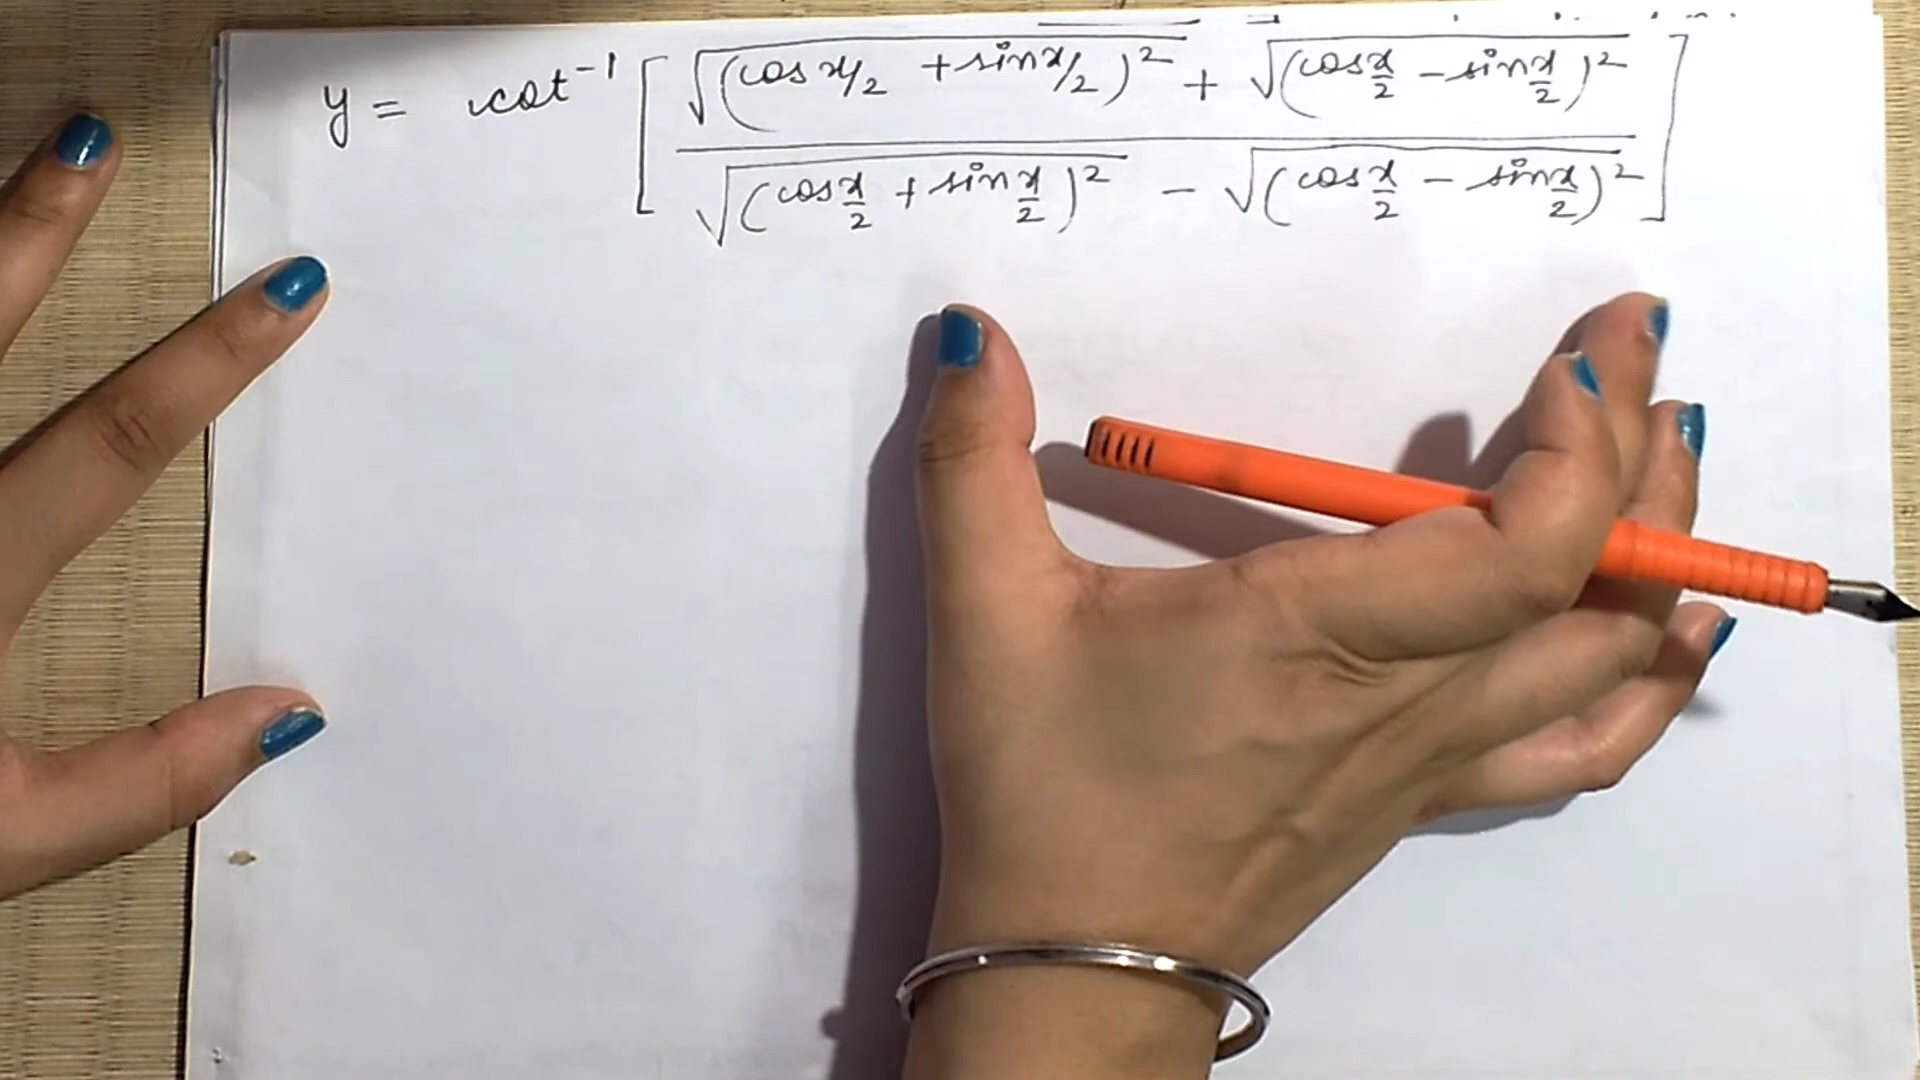 y = cot⁻¹ [ √(cos x/2 + sin x/2)² + √(cos x/2 − sin x/2)²
√(cos x/2 + sin x/2)² − √(cos x/2 − sin x/2)² ]